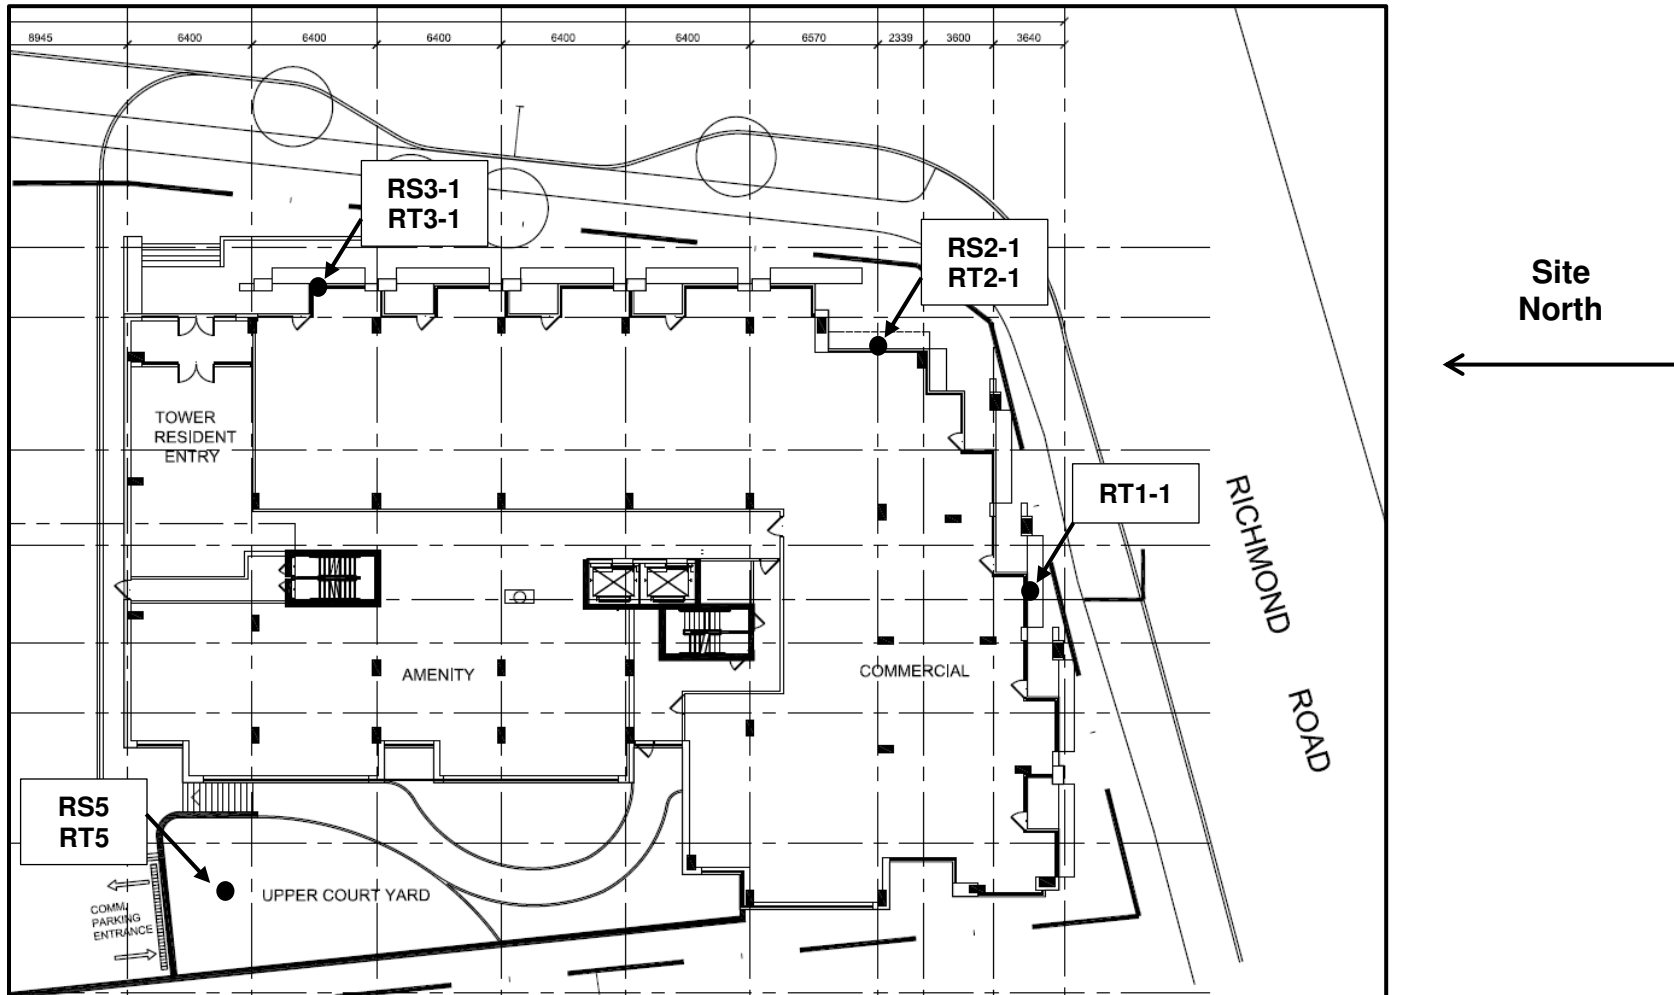 8945 6400 6400 6400 6400 6400 6570 2339 3600 3640
RS3-1
RT3-1
RS2-1
RT2-1
Site
North
TOWER
RESIDENT
ENTRY
RT1-1
RICHMOND ROAD
AMENITY
COMMERCIAL
RS5
RT5
UPPER COURT YARD
COMM.
PARKING
ENTRANCE